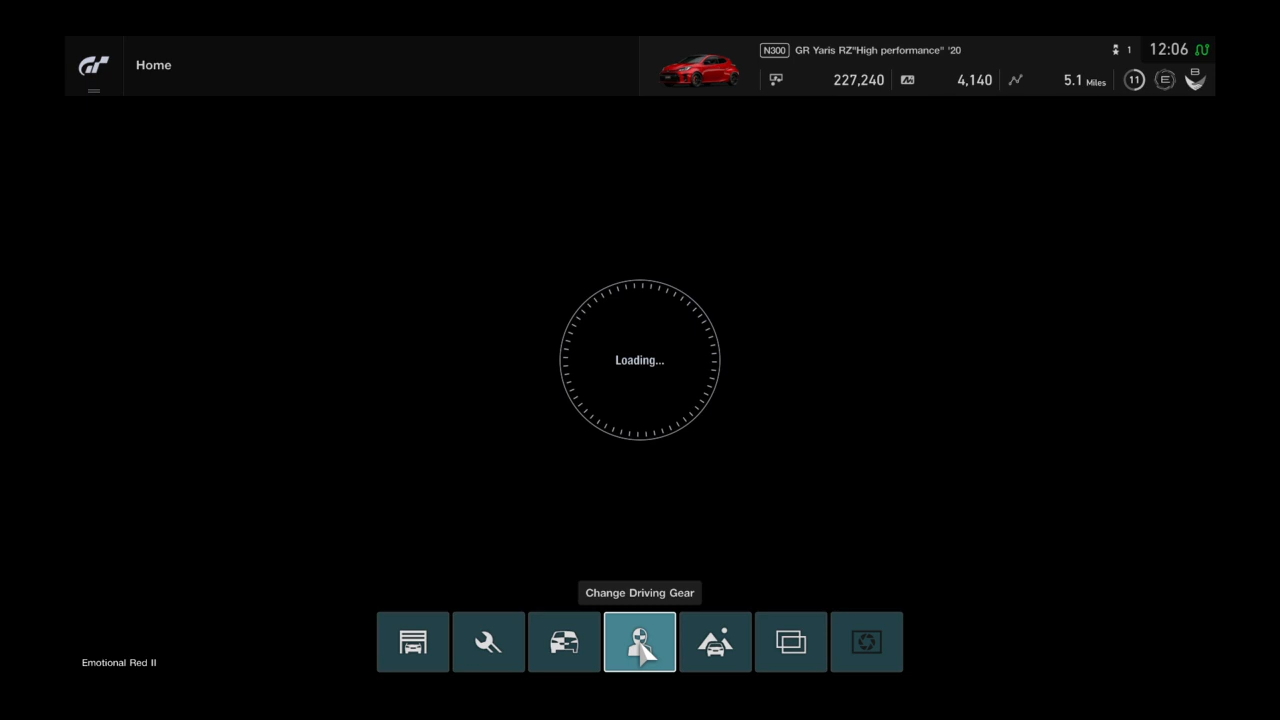 Home
N300 GR Yaris RZ"High performance" '20
1 12:06
227,240 4,140 5.1 Miles 11 E B
Loading...
Change Driving Gear
Emotional Red II